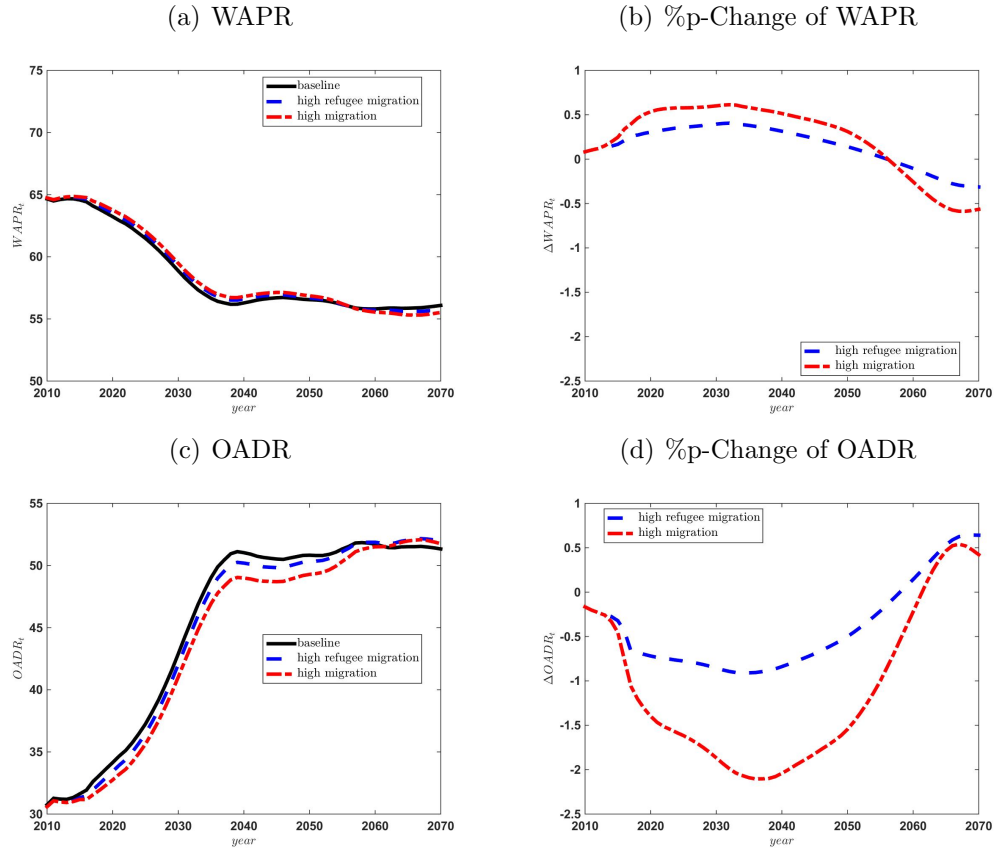 (a) WAPR
75
70
65
60
55
50
2010 2020 2030 2040 2050 2060 2070
WAPR_t
year
baseline
high refugee migration
high migration
(b) %p-Change of WAPR
1
0.5
0
-0.5
-1
-1.5
-2
-2.5
2010 2020 2030 2040 2050 2060 2070
ΔWAPR_t
year
high refugee migration
high migration
(c) OADR
55
50
45
40
35
30
2010 2020 2030 2040 2050 2060 2070
OADR_t
year
baseline
high refugee migration
high migration
(d) %p-Change of OADR
1
0.5
0
-0.5
-1
-1.5
-2
-2.5
2010 2020 2030 2040 2050 2060 2070
ΔOADR_t
year
high refugee migration
high migration